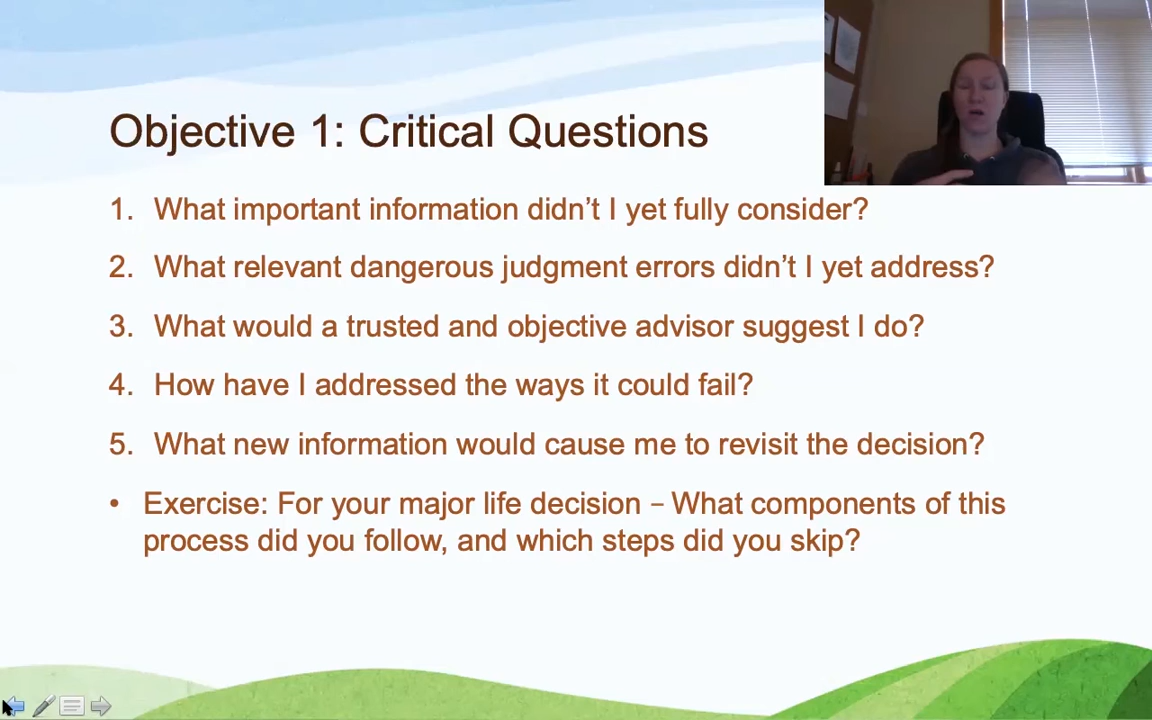 Objective 1: Critical Questions
1. What important information didn’t I yet fully consider?
2. What relevant dangerous judgment errors didn’t I yet address?
3. What would a trusted and objective advisor suggest I do?
4. How have I addressed the ways it could fail?
5. What new information would cause me to revisit the decision?
• Exercise: For your major life decision – What components of this
process did you follow, and which steps did you skip?